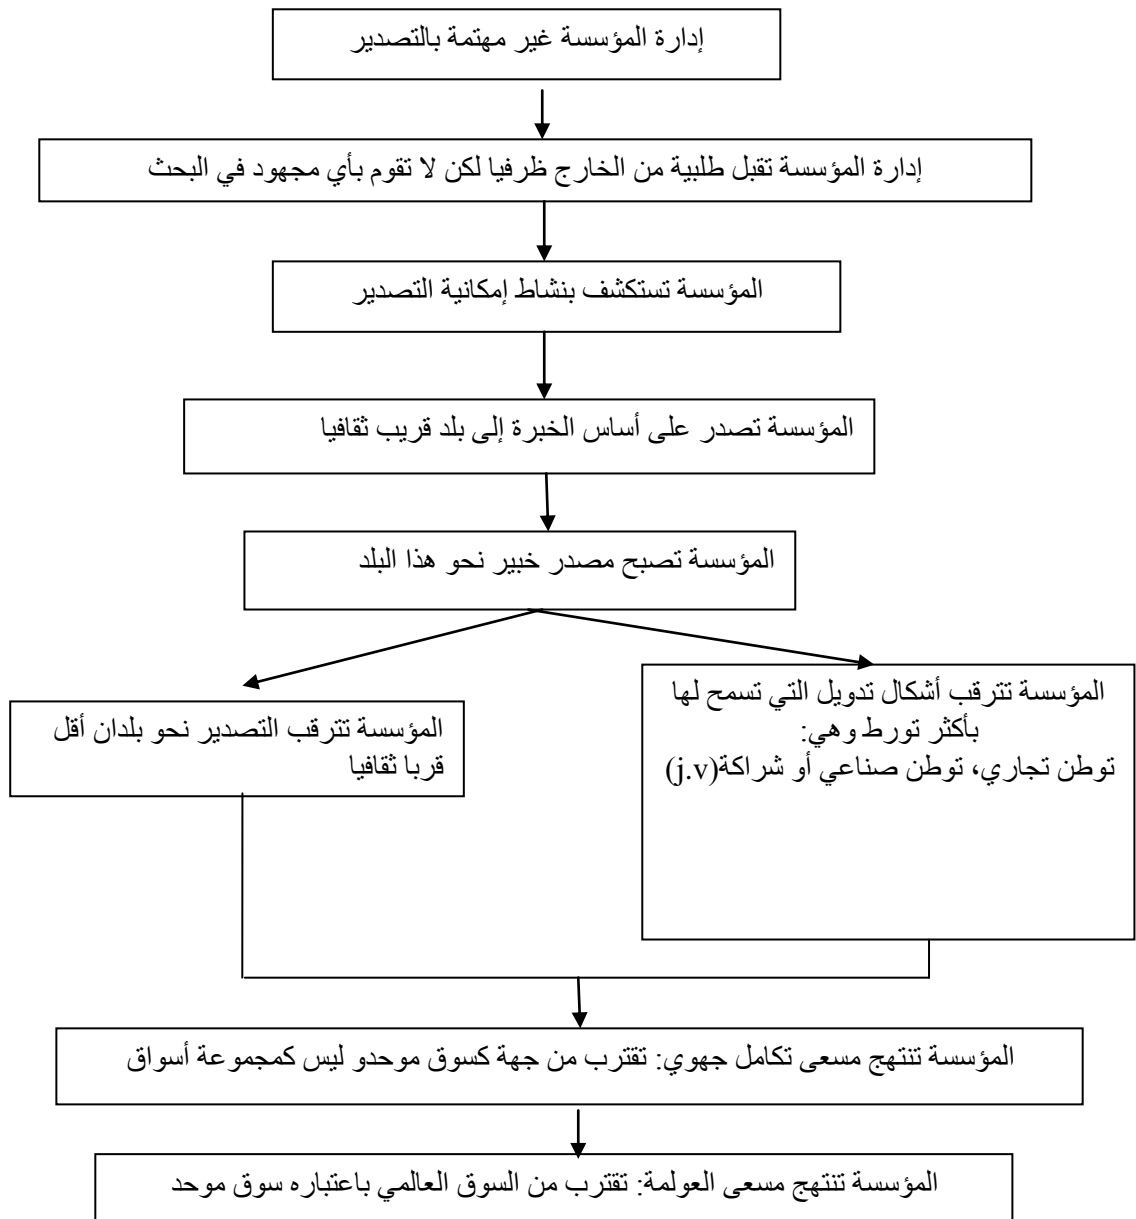 إدارة المؤسسة غير مهتمة بالتصدير
إدارة المؤسسة تقبل طلبية من الخارج ظرفيا لكن لا تقوم بأي مجهود في البحث
المؤسسة تستكشف بنشاط إمكانية التصدير
المؤسسة تصدر على أساس الخبرة إلى بلد قريب ثقافيا
المؤسسة تصبح مصدر خبير نحو هذا البلد
المؤسسة تترقب أشكال تدويل التي تسمح لها
بأكثر تورط وهي:
توطن تجاري، توطن صناعي أو شراكة(j.v)
المؤسسة تترقب التصدير نحو بلدان أقل
قربا ثقافيا
المؤسسة تنتهج مسعى تكامل جهوي: تقترب من جهة كسوق موحدو ليس كمجموعة أسواق
المؤسسة تنتهج مسعى العولمة: تقترب من السوق العالمي باعتباره سوق موحد